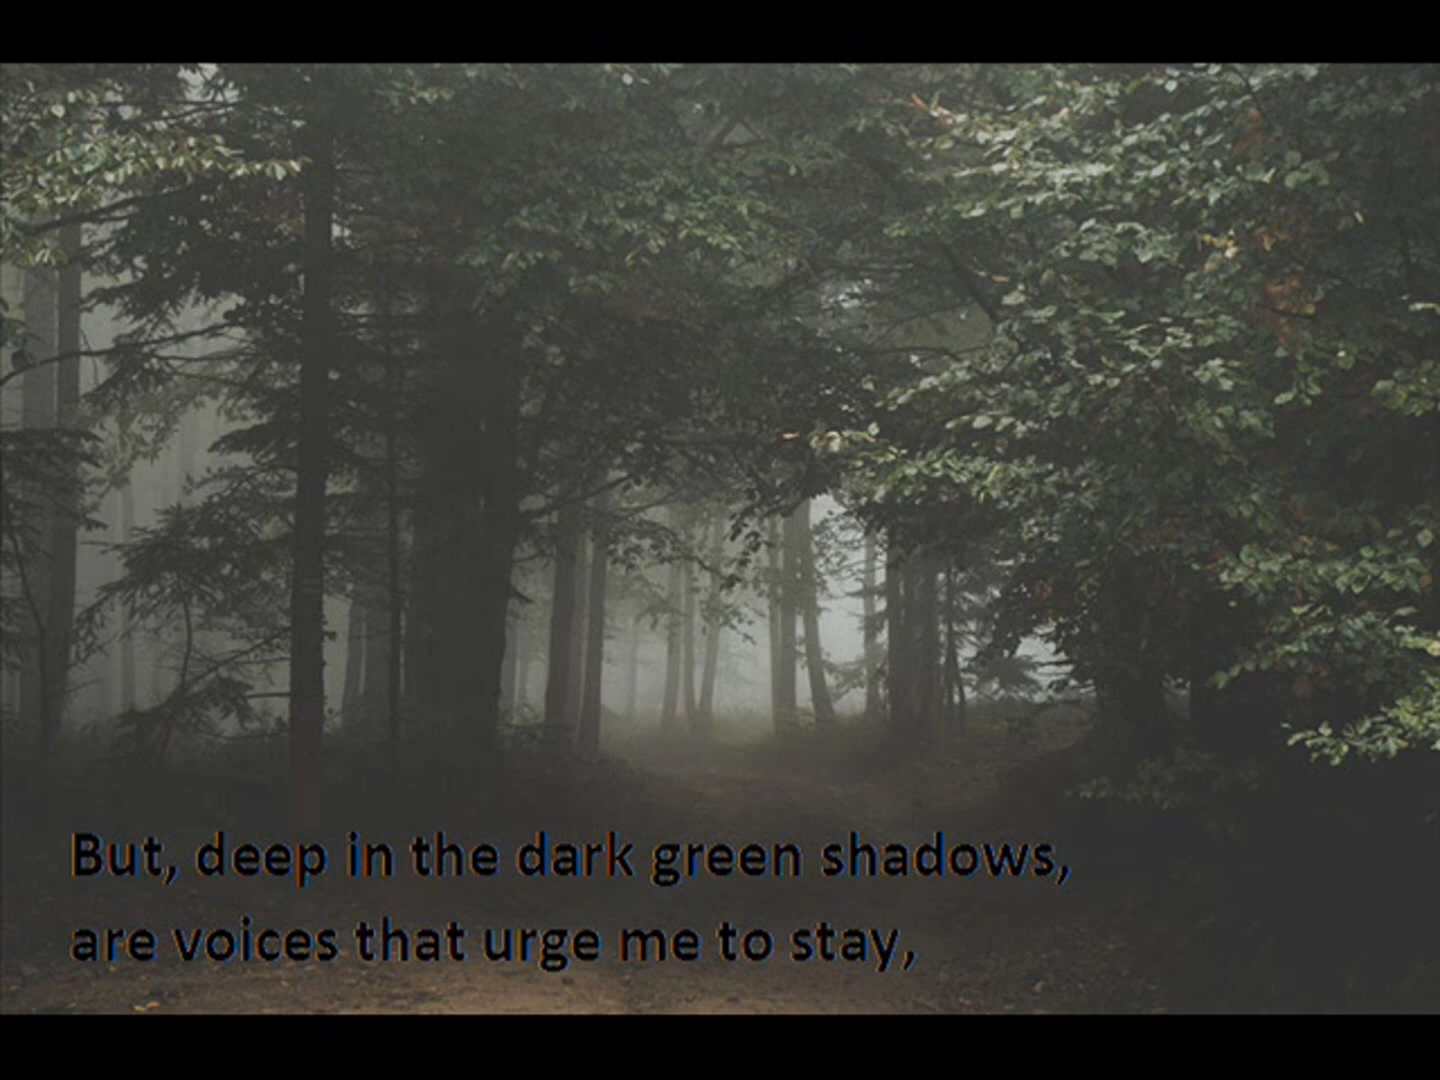 But, deep in the dark green shadows,
are voices that urge me to stay,